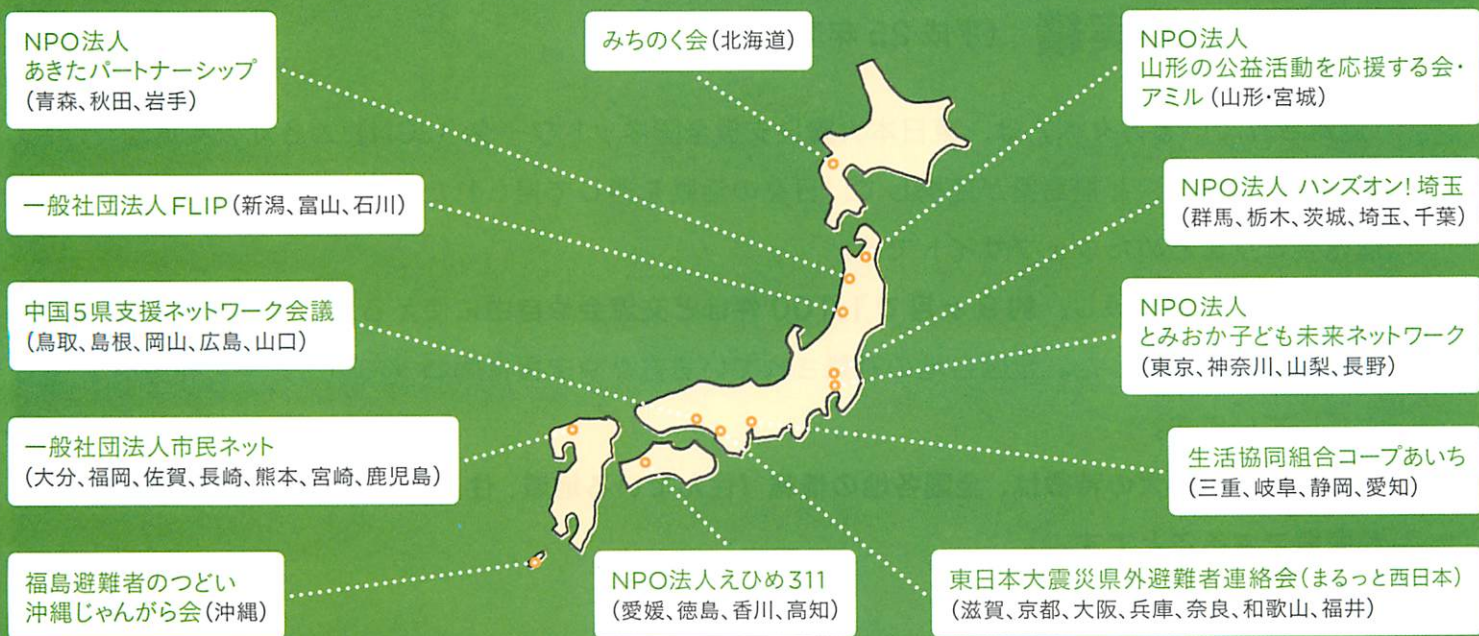 NPO法人
あきたパートナーシップ
(青森、秋田、岩手)
みちのく会(北海道)
NPO法人
山形の公益活動を応援する会・
アミル(山形・宮城)
一般社団法人FLIP(新潟、富山、石川)
NPO法人 ハンズオン!埼玉
(群馬、栃木、茨城、埼玉、千葉)
中国5県支援ネットワーク会議
(鳥取、島根、岡山、広島、山口)
NPO法人
とみおか子ども未来ネットワーク
(東京、神奈川、山梨、長野)
一般社団法人市民ネット
(大分、福岡、佐賀、長崎、熊本、宮崎、鹿児島)
生活協同組合コープあいち
(三重、岐阜、静岡、愛知)
福島避難者のつどい
沖縄じゃんがら会(沖縄)
NPO法人えひめ311
(愛媛、徳島、香川、高知)
東日本大震災県外避難者連絡会(まるっと西日本)
(滋賀、京都、大阪、兵庫、奈良、和歌山、福井)